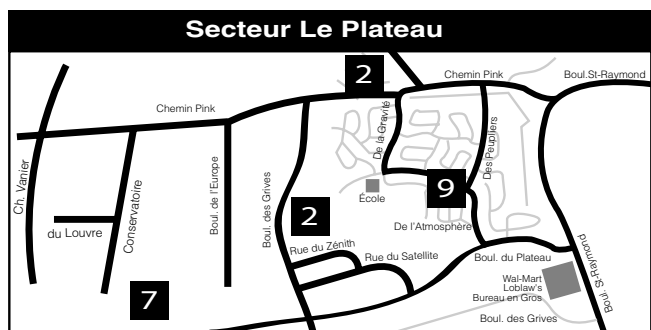 Secteur Le Plateau
2
Chemin Pink
Boul.St-Raymond
Chemin Pink
Ch. Vanier
Conservatoire
du Louvre
Boul. de l'Europe
Boul. des Grives
De la Gravité
Des Peupliers
École
9
2
De l'Atmosphère
Rue du Zénith
Rue du Satellite
Boul. du Plateau
7
Wal-Mart
Loblaw's
Bureau en Gros
Boul. St-Raymond
Boul. des Grives